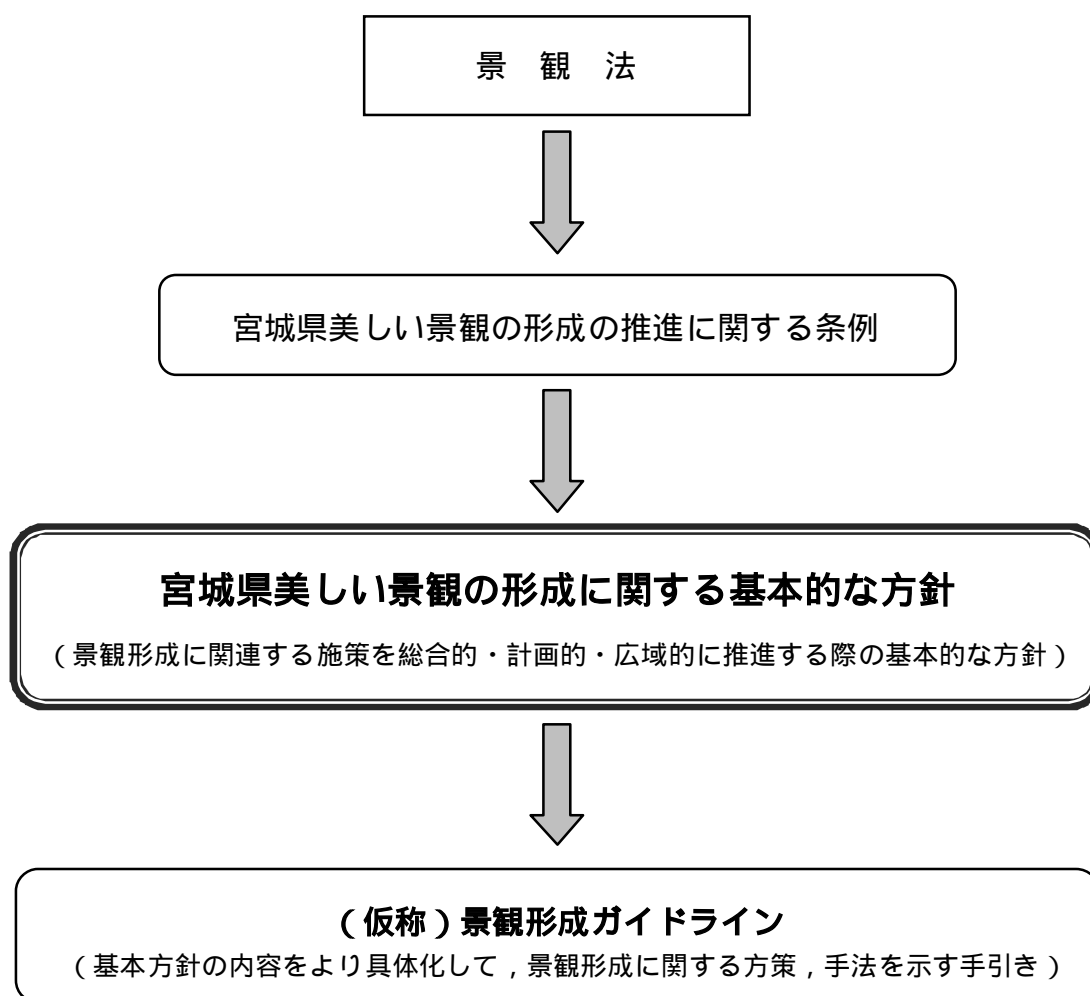 景　観　法
宮城県美しい景観の形成の推進に関する条例
宮城県美しい景観の形成に関する基本的な方針
（景観形成に関連する施策を総合的・計画的・広域的に推進する際の基本的な方針）
（仮称）景観形成ガイドライン
（基本方針の内容をより具体化して，景観形成に関する方策，手法を示す手引き）